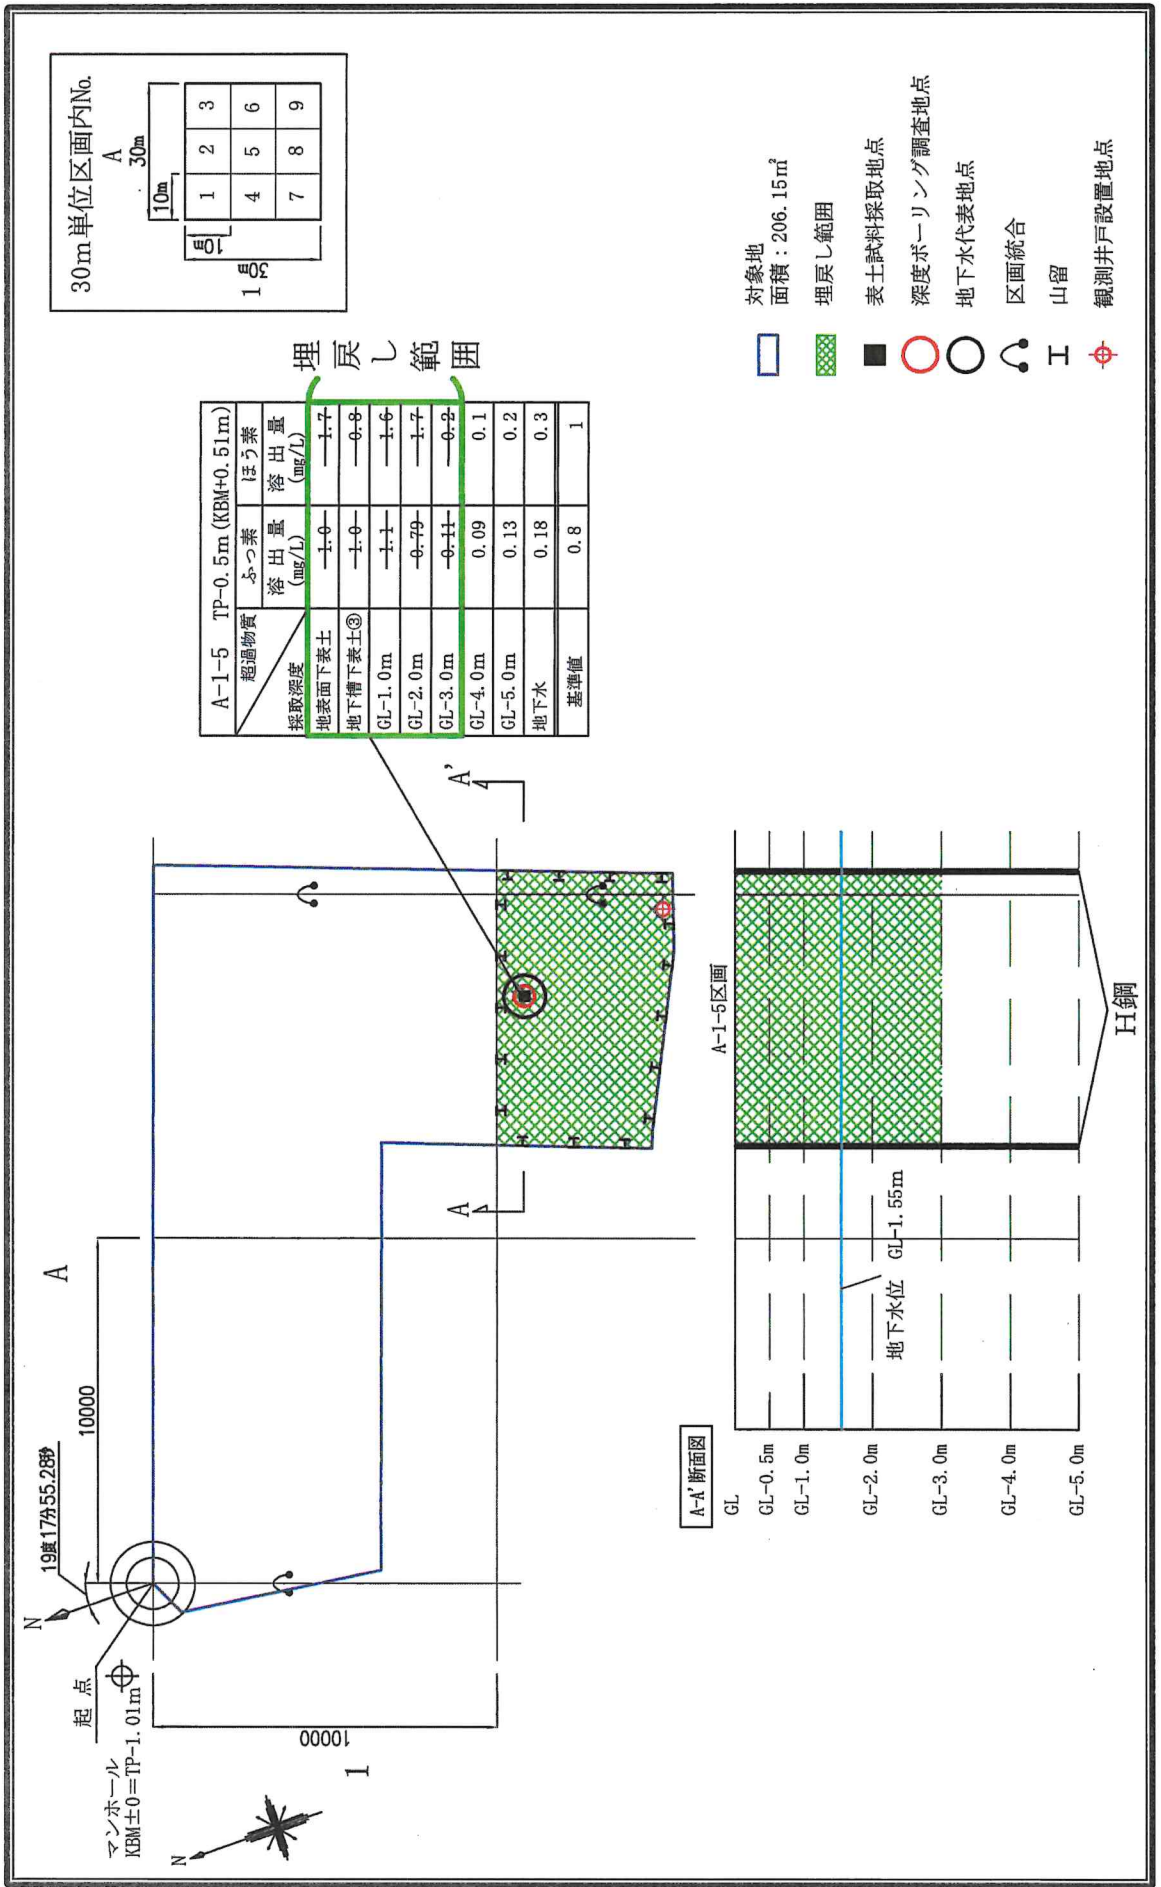 30m単位区画内No.
A
30m
10m
1 2 3
4 5 6
7 8 9
10m
30m
1
A-1-5 TP-0.5m(KBM+0.51m)
超過物質
採取深度
ふっ素
溶出量
(mg/L)
ほう素
溶出量
(mg/L)
地表面下表土 1.0 1.7
地下槽下表土③ 1.0 0.8
GL-1.0m 1.1 1.6
GL-2.0m 0.79 1.7
GL-3.0m 0.11 0.2
GL-4.0m 0.09 0.1
GL-5.0m 0.13 0.2
地下水 0.18 0.3
基準値 0.8 1
埋戻し範囲
N
19度17分55.28秒
10000
A
起点
マンホール
KBM±0=TP-1.01m
10000
1
N
A
A'
対象地
面積：206.15㎡
埋戻し範囲
表土試料採取地点
深度ボーリング調査地点
地下水代表地点
区画統合
山留
観測井戸設置地点
A-A'断面図
A-1-5区画
GL
GL-0.5m
GL-1.0m
GL-2.0m
GL-3.0m
GL-4.0m
GL-5.0m
地下水位 GL-1.55m
H鋼